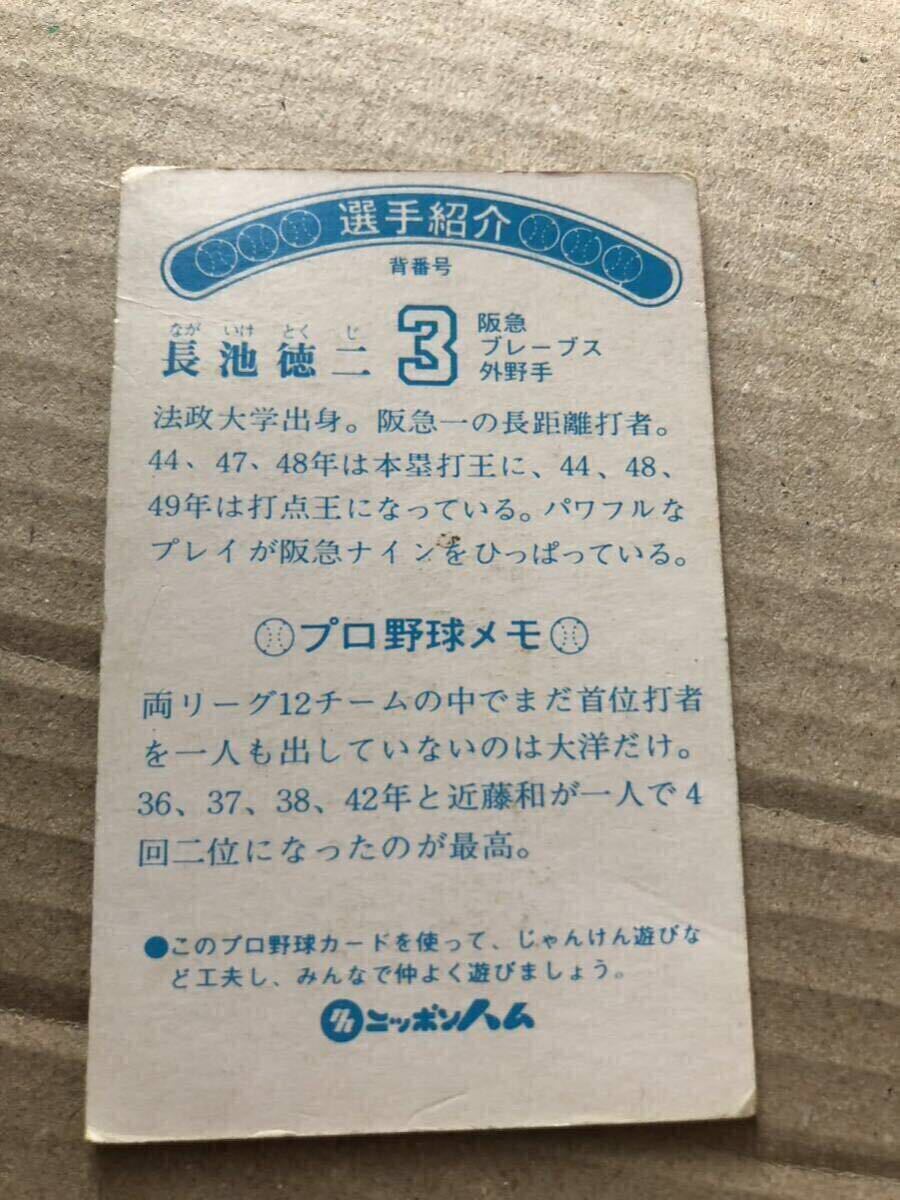 選手紹介
背番号
なが いけ とく じ
長池徳二 3 阪急
ブレーブス
外野手
法政大学出身。阪急一の長距離打者。
44、47、48年は本塁打王に、44、48、
49年は打点王になっている。パワフルな
プレイが阪急ナインをひっぱっている。
プロ野球メモ
両リーグ12チームの中でまだ首位打者
を一人も出していないのは大洋だけ。
36、37、38、42年と近藤和が一人で4
回二位になったのが最高。
●このプロ野球カードを使って、じゃんけん遊びな
ど工夫し、みんなで仲よく遊びましょう。
ニッポンハム